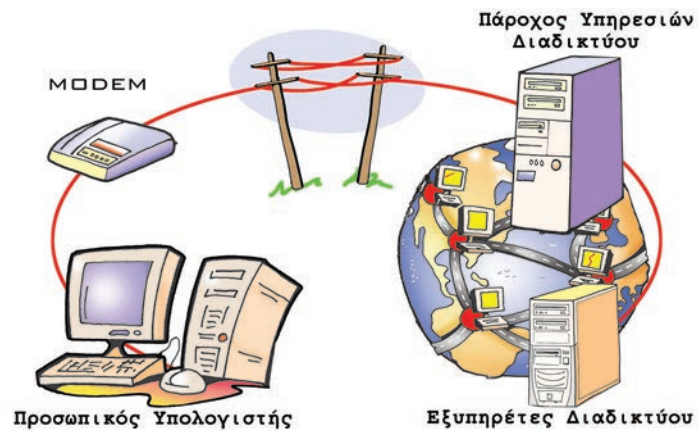 Πάροχος Υπηρεσιών
Διαδικτύου
MODEM
Προσωπικός Υπολογιστής
Εξυπηρέτες Διαδικτύου